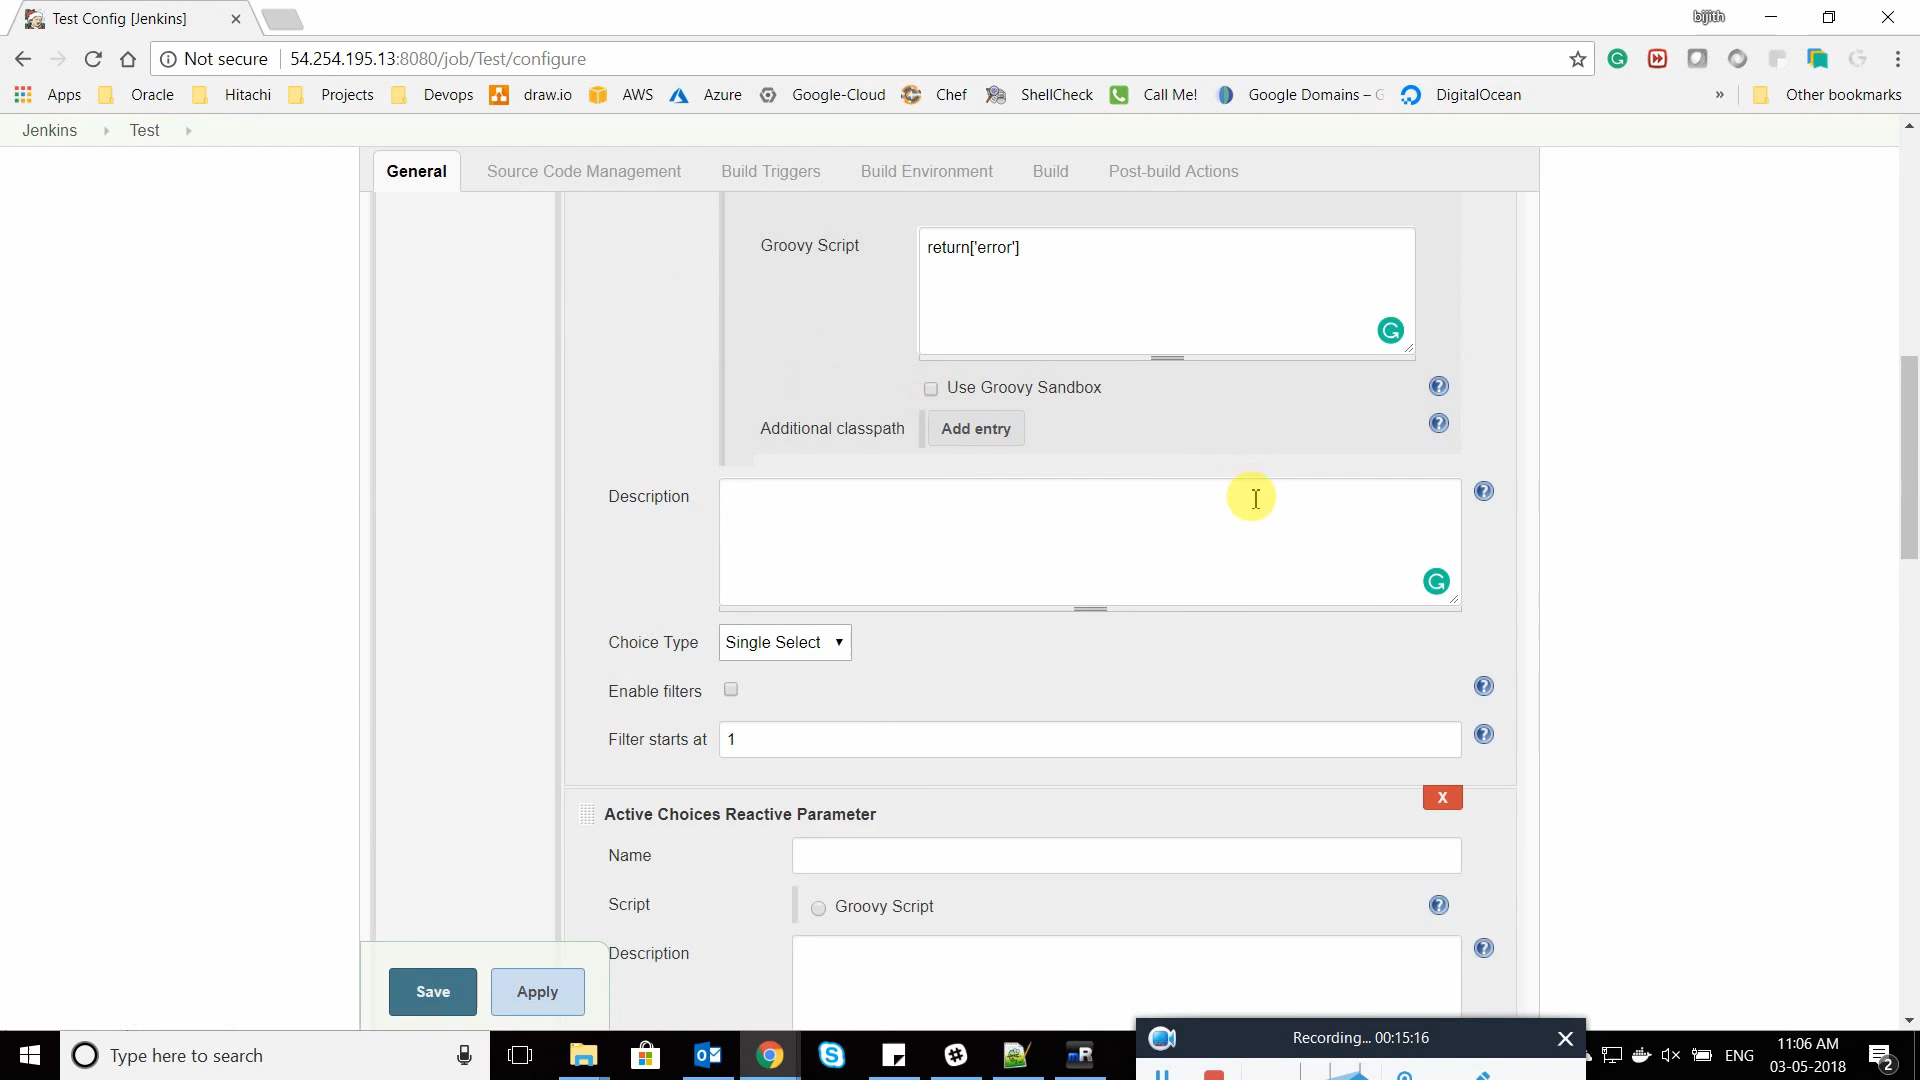 Test Config [Jenkins]
bijith
Not secure 54.254.195.13:8080/job/Test/configure
Apps Oracle Hitachi Projects Devops draw.io AWS Azure Google-Cloud Chef ShellCheck Call Me! Google Domains – G DigitalOcean » Other bookmarks
Jenkins Test
General Source Code Management Build Triggers Build Environment Build Post-build Actions
Groovy Script return['error']
Use Groovy Sandbox
Additional classpath Add entry
Description
Choice Type Single Select
Enable filters
Filter starts at 1
X
Active Choices Reactive Parameter
Name
Script Groovy Script
Description
Save Apply
Recording... 00:15:16
Type here to search
ENG
11:06 AM
03-05-2018
2